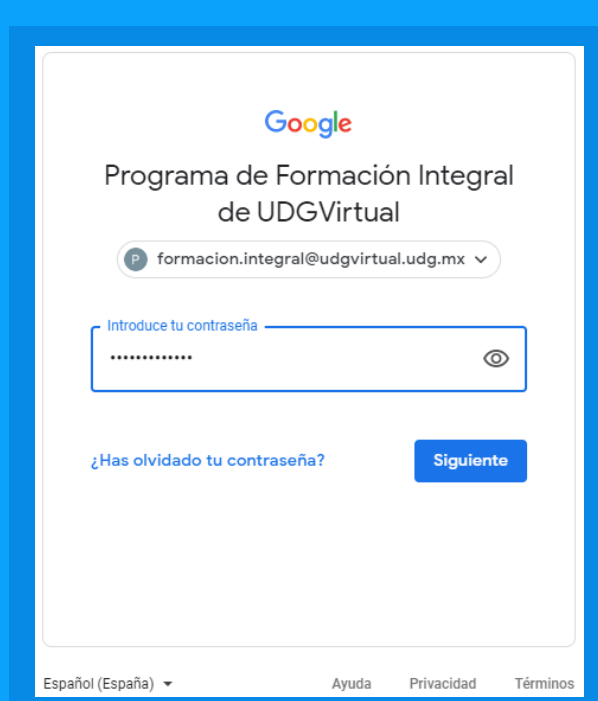 Google
Programa de Formación Integral
de UDGVirtual
P formacion.integral@udgvirtual.udg.mx
Introduce tu contraseña
•••••••••••••
¿Has olvidado tu contraseña? Siguiente
Español (España) Ayuda Privacidad Términos